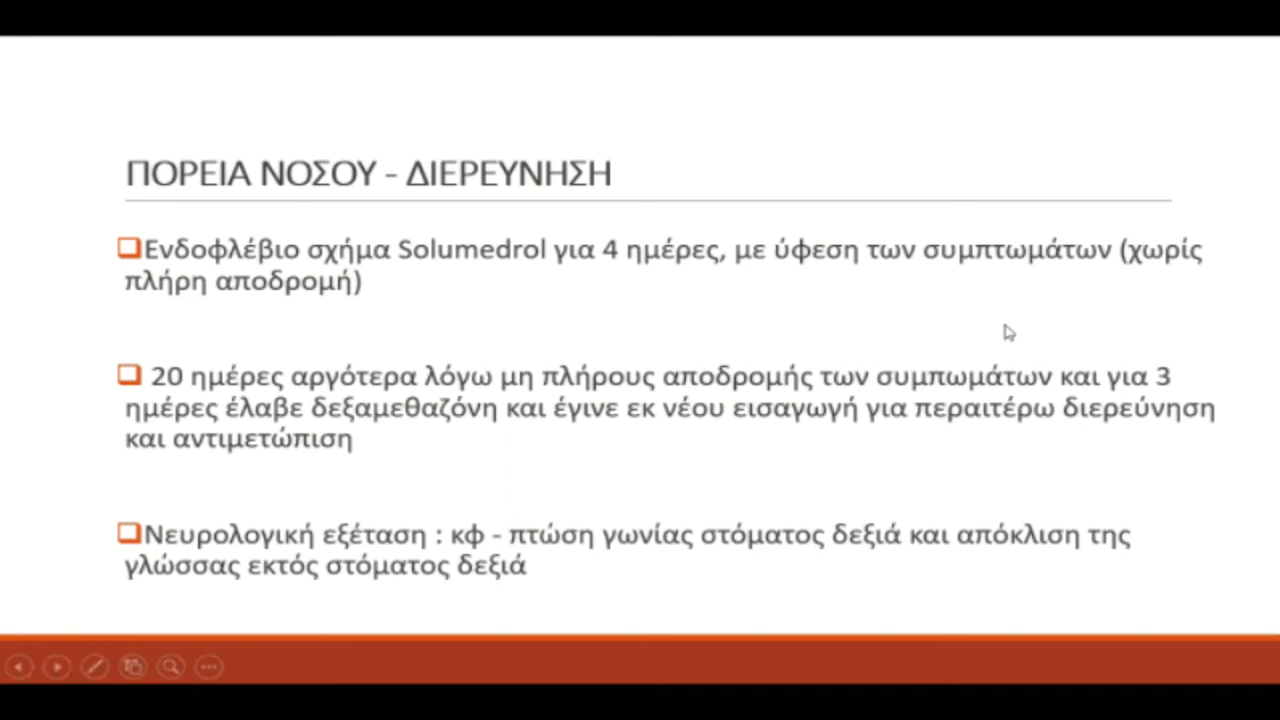 ΠΟΡΕΙΑ ΝΟΣΟΥ - ΔΙΕΡΕΥΝΗΣΗ
Ενδοφλέβιο σχήμα Solumedrol για 4 ημέρες, με ύφεση των συμπτωμάτων (χωρίς
πλήρη αποδρομή)
20 ημέρες αργότερα λόγω μη πλήρους αποδρομής των συμπωμάτων και για 3
ημέρες έλαβε δεξαμεθαζόνη και έγινε εκ νέου εισαγωγή για περαιτέρω διερεύνηση
και αντιμετώπιση
Νευρολογική εξέταση : κφ - πτώση γωνίας στόματος δεξιά και απόκλιση της
γλώσσας εκτός στόματος δεξιά